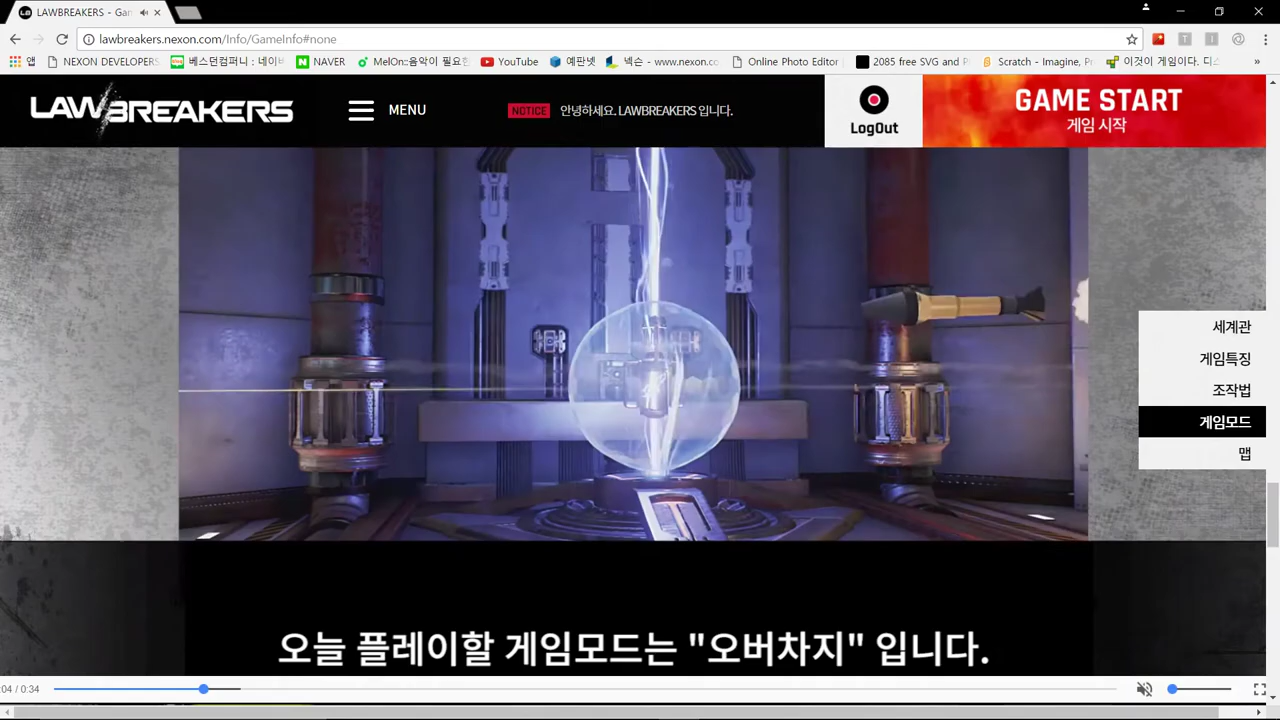 LAWBREAKERS - Gam
lawbreakers.nexon.com/Info/GameInfo#none
앱 NEXON DEVELOPERS 베스던컴퍼니 : 네이버 NAVER MelOn::음악이 필요한 YouTube 예판넷 넥슨 - www.nexon.co Online Photo Editor 2085 free SVG and P Scratch - Imagine, Pr 이것이 게임이다. 디스 »
LAWBREAKERS
MENU
NOTICE 안녕하세요. LAWBREAKERS 입니다.
LogOut
GAME START
게임 시작
세계관
게임특징
조작법
게임모드
맵
오늘 플레이할 게임모드는 "오버차지" 입니다.
:04 / 0:34